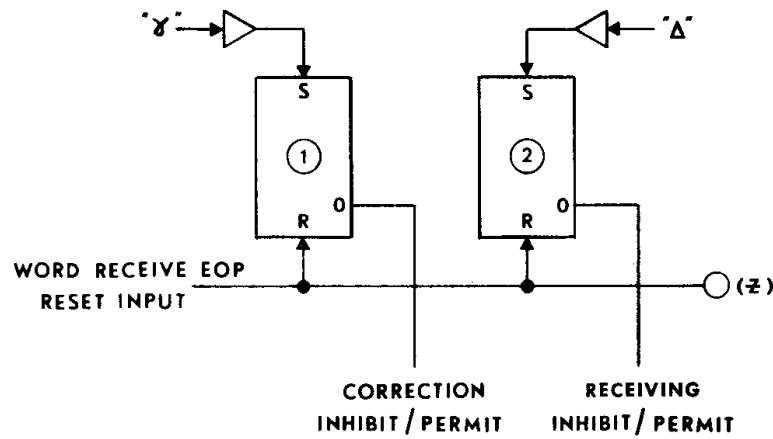 "γ"
"Δ"
S
S
1
2
0
0
R
R
WORD RECEIVE EOP
RESET INPUT
(Z)
CORRECTION
INHIBIT/PERMIT
RECEIVING
INHIBIT/PERMIT